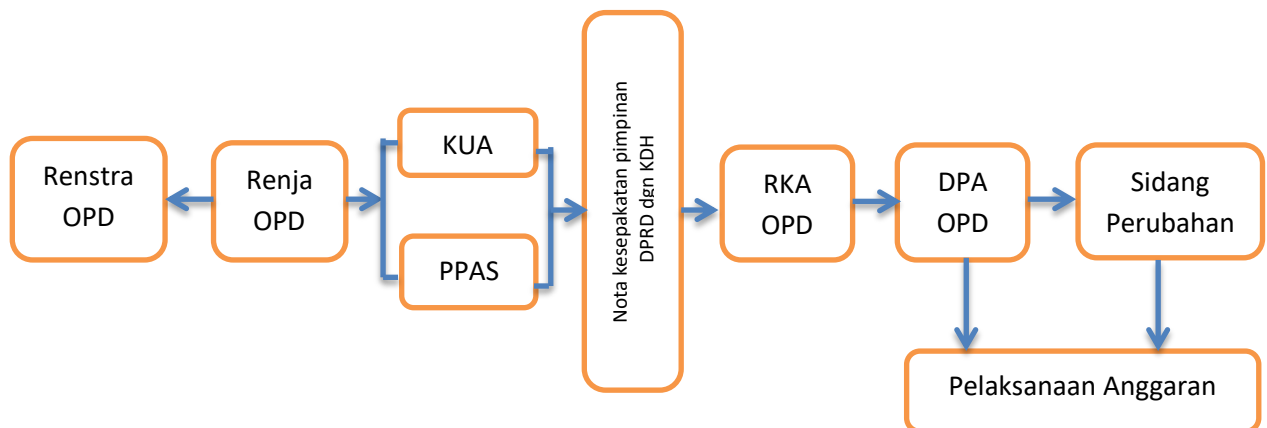 Renstra
OPD
Renja
OPD
KUA
PPAS
Nota kesepakatan pimpinan
DPRD dgn KDH
RKA
OPD
DPA
OPD
Sidang
Perubahan
Pelaksanaan Anggaran